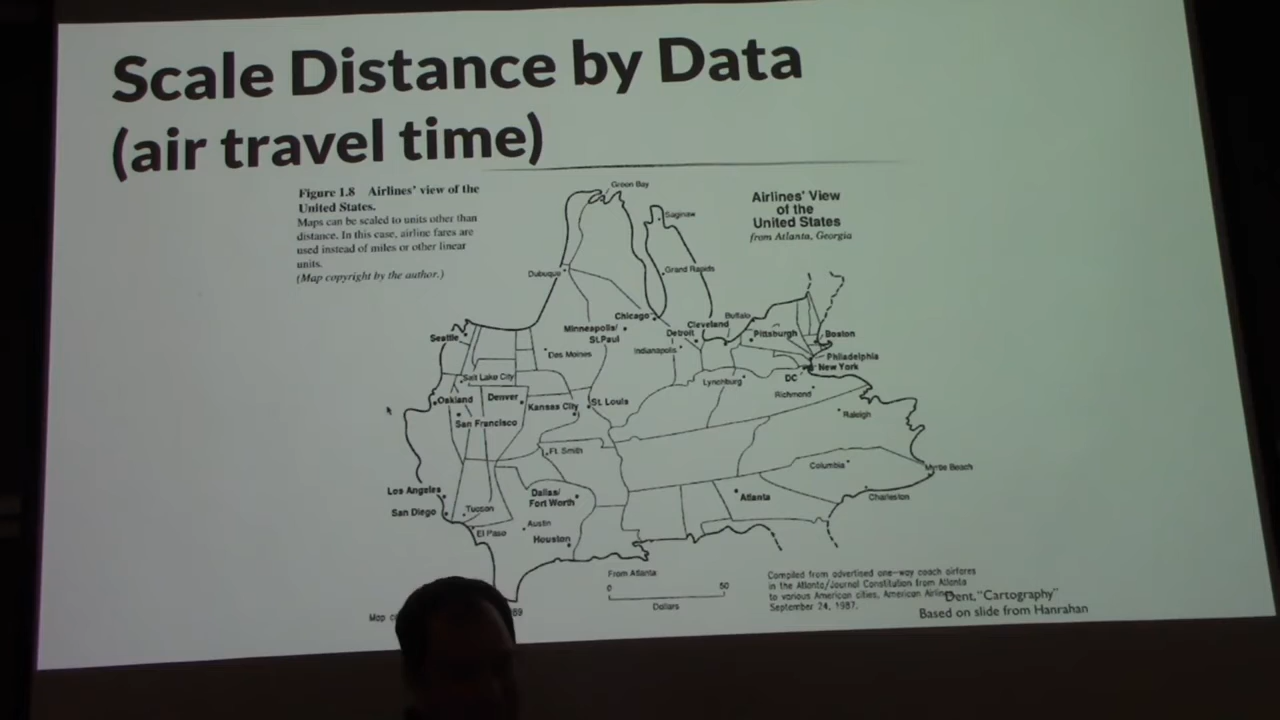 Scale Distance by Data
(air travel time)
Figure 1.8 Airlines' view of the
United States.
Maps can be scaled to units other than
distance. In this case, airline fares are
used instead of miles or other linear
units.
(Map copyright by the author.)
Airlines' View
of the
United States
from Atlanta, Georgia
Green Bay
Saginaw
Dubuque
Grand Rapids
Chicago
Minneapolis/
St.Paul
Detroit
Cleveland
Buffalo
Pittsburgh
Boston
Seattle
Des Moines
Indianapolis
Philadelphia
New York
Salt Lake City
Lynchburg
DC
Richmond
Oakland
Denver
Kansas City
St. Louis
San Francisco
Raleigh
Ft. Smith
Columbia
Myrtle Beach
Los Angeles
Dallas/
Fort Worth
Atlanta
Charleston
San Diego
Tucson
El Paso
Austin
Houston
From Atlanta
0 50
Dollars
Compiled from advertised one-way coach airfares
in the Atlanta/Journal Constitution from Atlanta
to various American cities, American
September 24, 1987.
Map
89
Dent, "Cartography"
Based on slide from Hanrahan